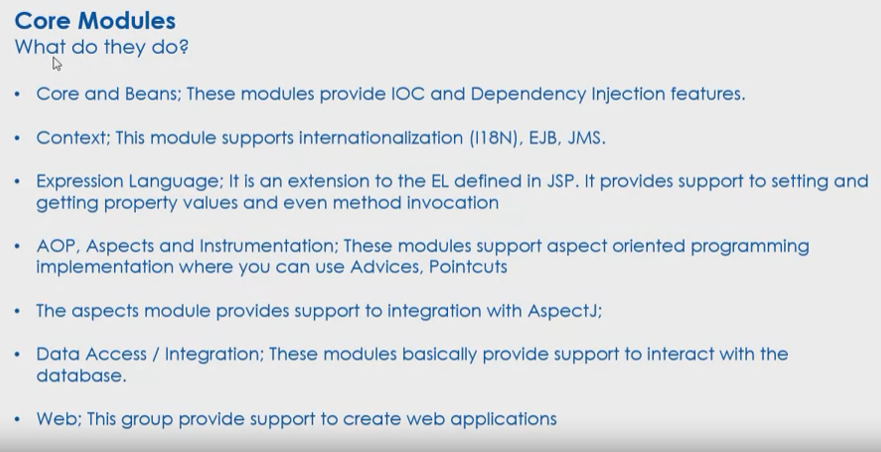 Core Modules
What do they do?
• Core and Beans; These modules provide IOC and Dependency Injection features.
• Context; This module supports internationalization (I18N), EJB, JMS.
• Expression Language; It is an extension to the EL defined in JSP. It provides support to setting and
getting property values and even method invocation
• AOP, Aspects and Instrumentation; These modules support aspect oriented programming
implementation where you can use Advices, Pointcuts
• The aspects module provides support to integration with AspectJ;
• Data Access / Integration; These modules basically provide support to interact with the
database.
• Web; This group provide support to create web applications